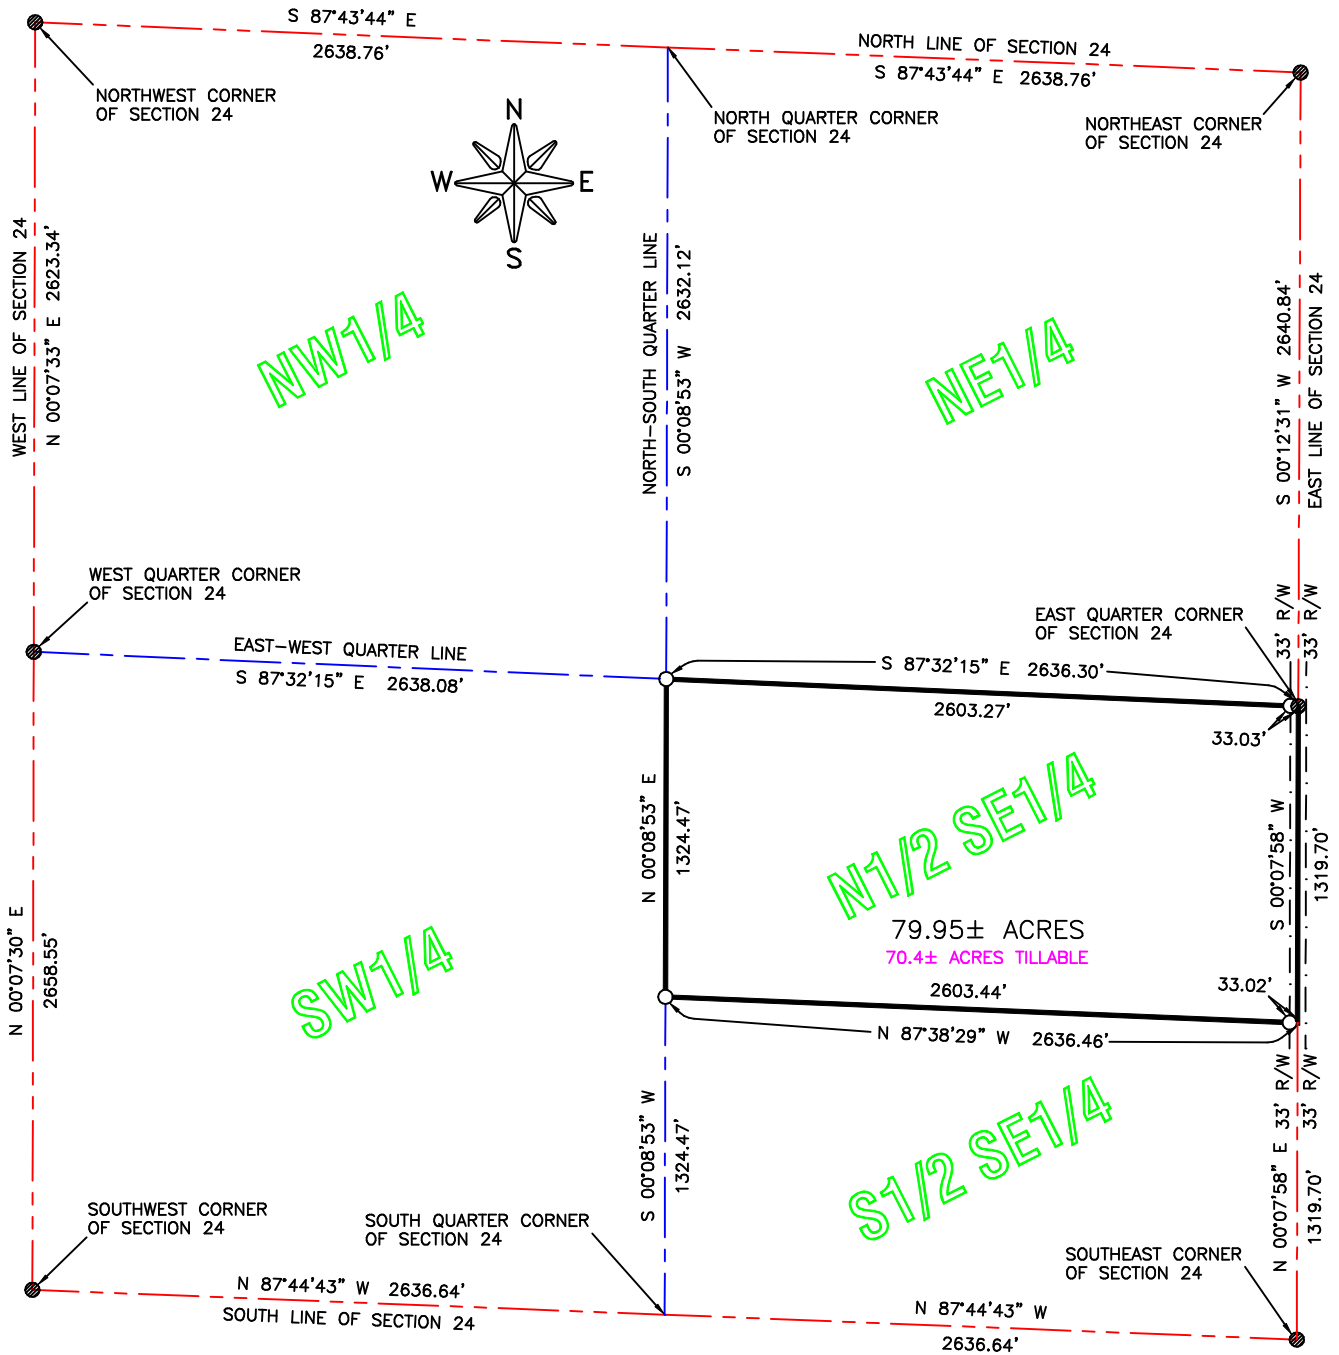 S 87°43'44" E
2638.76'
NORTH LINE OF SECTION 24
S 87°43'44" E 2638.76'
NORTHWEST CORNER
OF SECTION 24
NORTH QUARTER CORNER
OF SECTION 24
NORTHEAST CORNER
OF SECTION 24
N
W
E
S
WEST LINE OF SECTION 24
N 00°07'33" E 2623.34'
NORTH-SOUTH QUARTER LINE
S 00°08'53" W 2632.12'
S 00°12'31" W 2640.84'
EAST LINE OF SECTION 24
NW1/4
NE1/4
WEST QUARTER CORNER
OF SECTION 24
EAST-WEST QUARTER LINE
S 87°32'15" E 2638.08'
EAST QUARTER CORNER
OF SECTION 24
33' R/W
33' R/W
S 87°32'15" E 2636.30'
2603.27'
33.03'
N 00°08'53" E
1324.47'
N1/2 SE1/4
S 00°07'58" W
1319.70'
79.95± ACRES
70.4± ACRES TILLABLE
2603.44'
33.02'
N 87°38'29" W 2636.46'
N 00°07'30" E
2658.55'
SW1/4
S 00°08'53" W
1324.47'
S1/2 SE1/4
33' R/W
33' R/W
N 00°07'58" E
1319.70'
SOUTHWEST CORNER
OF SECTION 24
SOUTH QUARTER CORNER
OF SECTION 24
SOUTHEAST CORNER
OF SECTION 24
N 87°44'43" W 2636.64'
SOUTH LINE OF SECTION 24
N 87°44'43" W
2636.64'